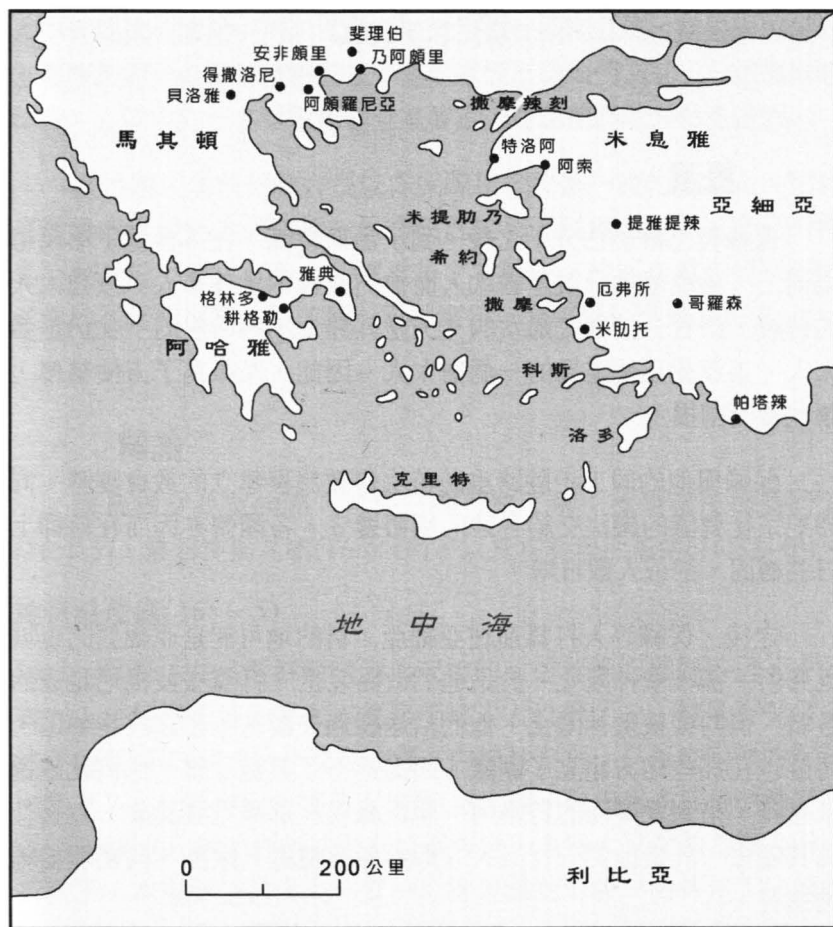 斐理伯
安非頗里
乃阿頗里
得撒洛尼
貝洛雅
阿頗羅尼亞
撒摩辣刻
馬其頓
特洛阿
米息雅
阿索
亞細亞
米提肋乃
提雅提辣
希約
雅典
格林多
撒摩
厄弗所
哥羅森
耕格勒
米肋托
阿哈雅
科斯
帕塔辣
洛多
克里特
地中海
0 200公里
利比亞